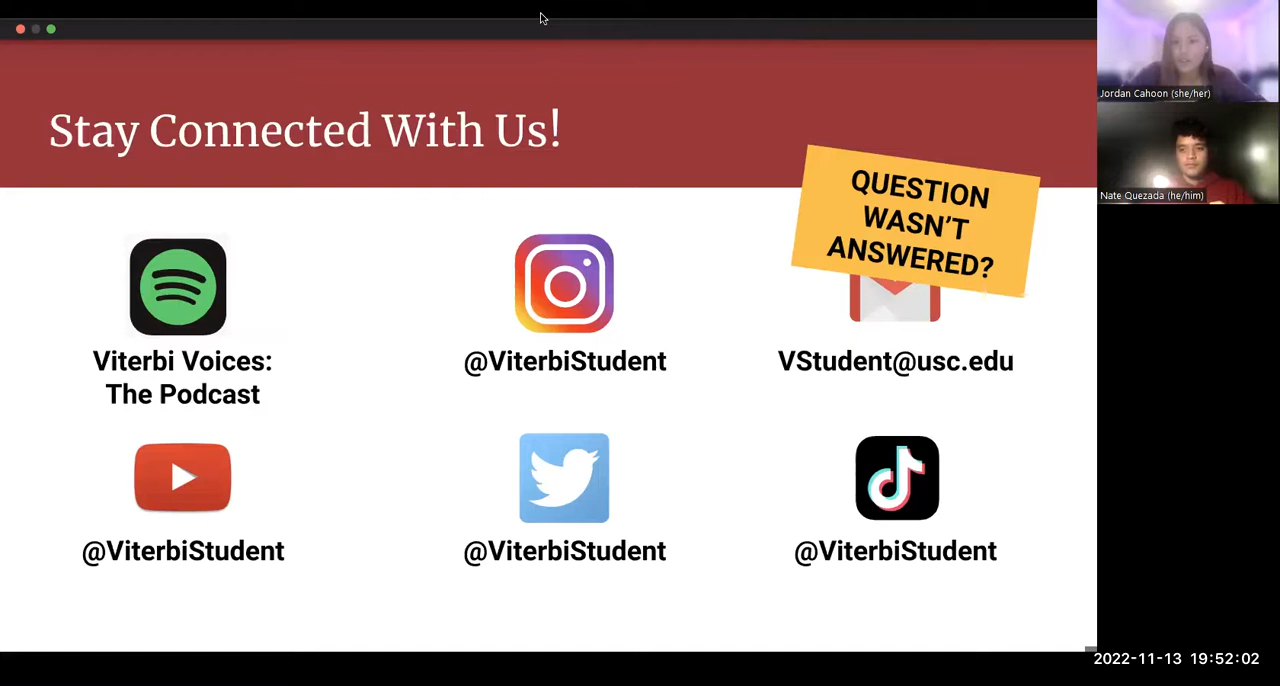 Stay Connected With Us!
QUESTION
WASN'T
ANSWERED?
Viterbi Voices:
The Podcast
@ViterbiStudent
VStudent@usc.edu
@ViterbiStudent
@ViterbiStudent
@ViterbiStudent
Jordan Cahoon (she/her)
Nate Quezada (he/him)
2022-11-13 19:52:02